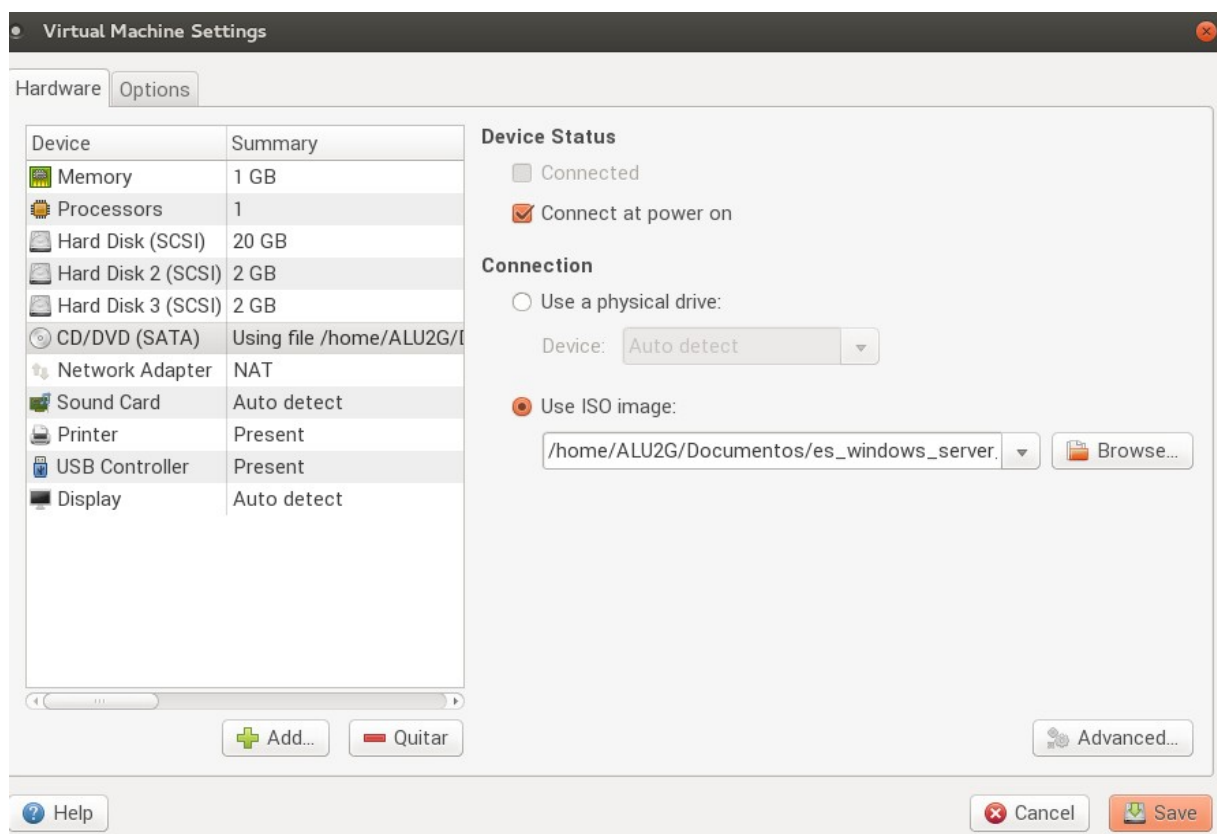 Virtual Machine Settings
Hardware
Options
Device Summary
Memory 1 GB
Processors 1
Hard Disk (SCSI) 20 GB
Hard Disk 2 (SCSI) 2 GB
Hard Disk 3 (SCSI) 2 GB
CD/DVD (SATA) Using file /home/ALU2G/
Network Adapter NAT
Sound Card Auto detect
Printer Present
USB Controller Present
Display Auto detect
Add...
Quitar
Device Status
Connected
Connect at power on
Connection
Use a physical drive:
Device: Auto detect
Use ISO image:
/home/ALU2G/Documentos/es_windows_server
Browse...
Advanced...
Help
Cancel
Save